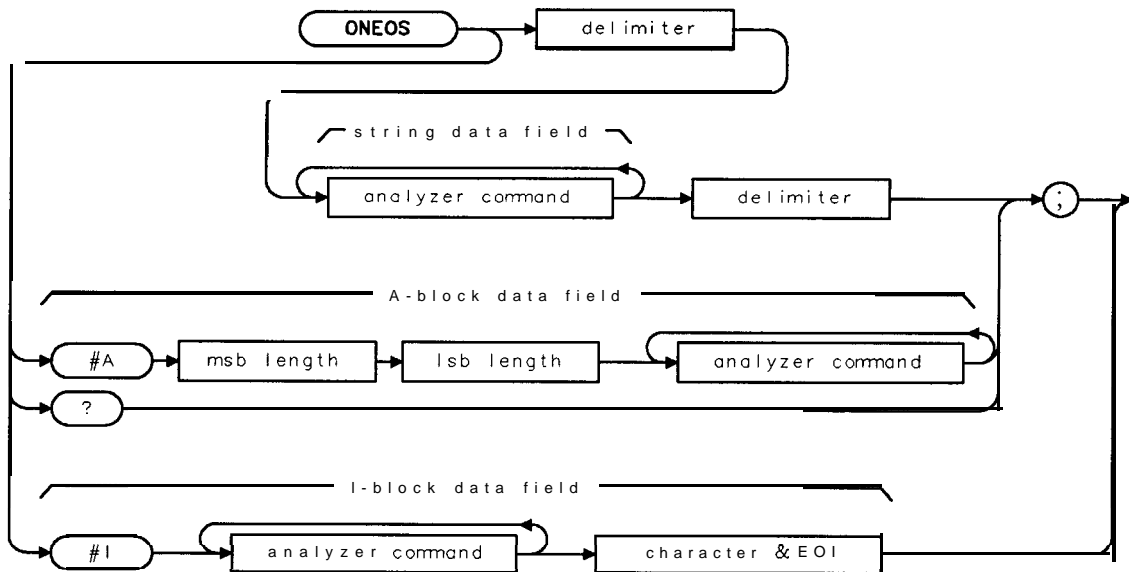 ONEOS
delimiter
string data field
analyzer command
delimiter
;
A-block data field
#A
msb length
lsb length
analyzer command
?
I-block data field
#I
analyzer command
character & EOI